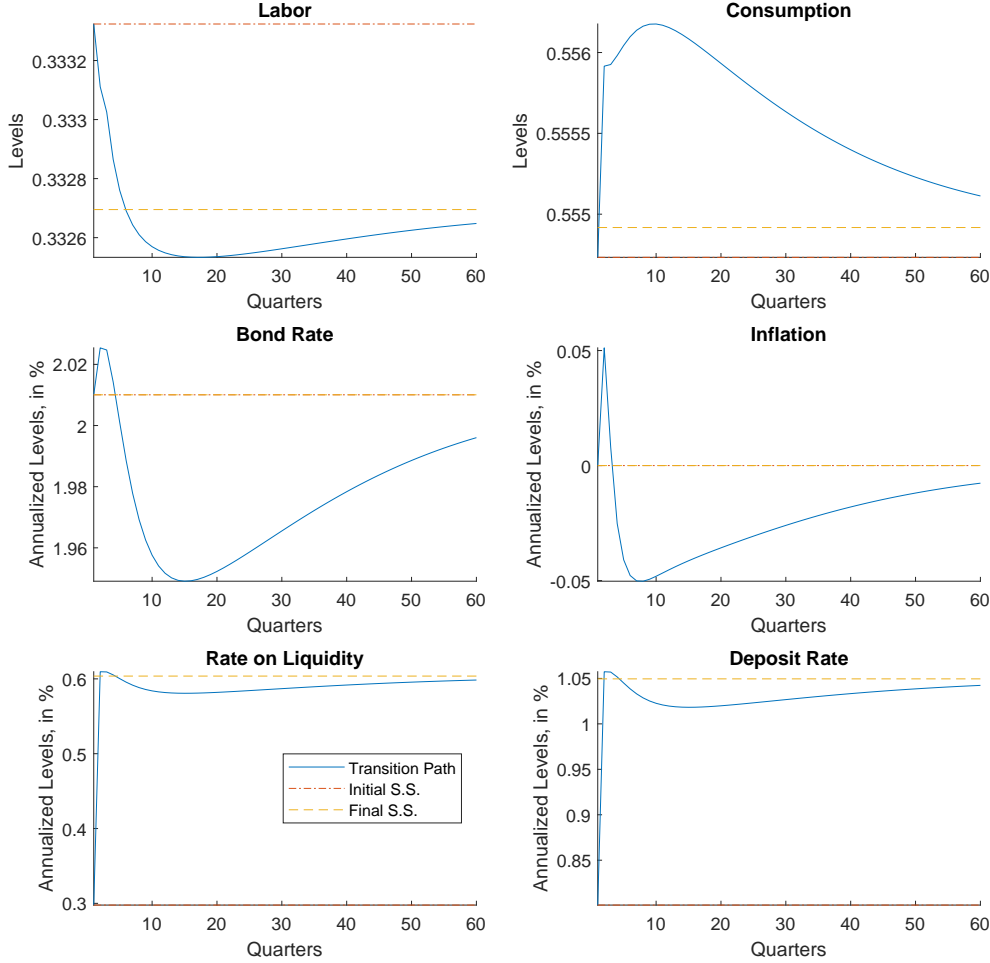 Labor
Levels
0.3332
0.333
0.3328
0.3326
10 20 30 40 50 60
Quarters
Consumption
Levels
0.556
0.5555
0.555
10 20 30 40 50 60
Quarters
Bond Rate
Annualized Levels, in %
2.02
2
1.98
1.96
10 20 30 40 50 60
Quarters
Inflation
Annualized Levels, in %
0.05
0
-0.05
10 20 30 40 50 60
Quarters
Rate on Liquidity
Annualized Levels, in %
0.6
0.5
0.4
0.3
Transition Path
Initial S.S.
Final S.S.
10 20 30 40 50 60
Quarters
Deposit Rate
Annualized Levels, in %
1.05
1
0.95
0.9
0.85
10 20 30 40 50 60
Quarters